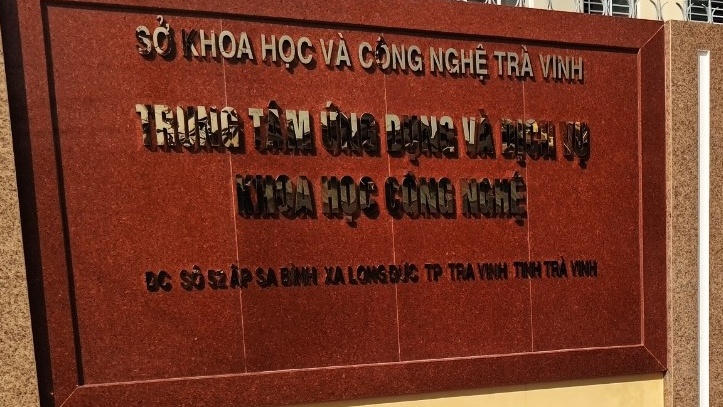 SỞ KHOA HỌC VÀ CÔNG NGHỆ TRÀ VINH
TRUNG TÂM ỨNG DỤNG VÀ DỊCH VỤ
KHOA HỌC CÔNG NGHỆ
ĐC SỐ 52 ẤP SA BÌNH XÃ LONG ĐỨC TP TRÀ VINH TỈNH TRÀ VINH